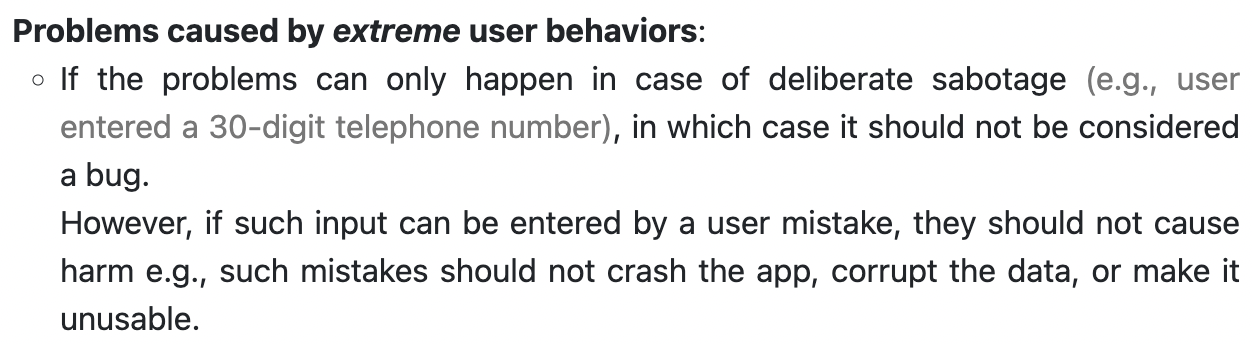 Problems caused by extreme user behaviors:
◦ If the problems can only happen in case of deliberate sabotage (e.g., user
entered a 30-digit telephone number), in which case it should not be considered
a bug.
However, if such input can be entered by a user mistake, they should not cause
harm e.g., such mistakes should not crash the app, corrupt the data, or make it
unusable.